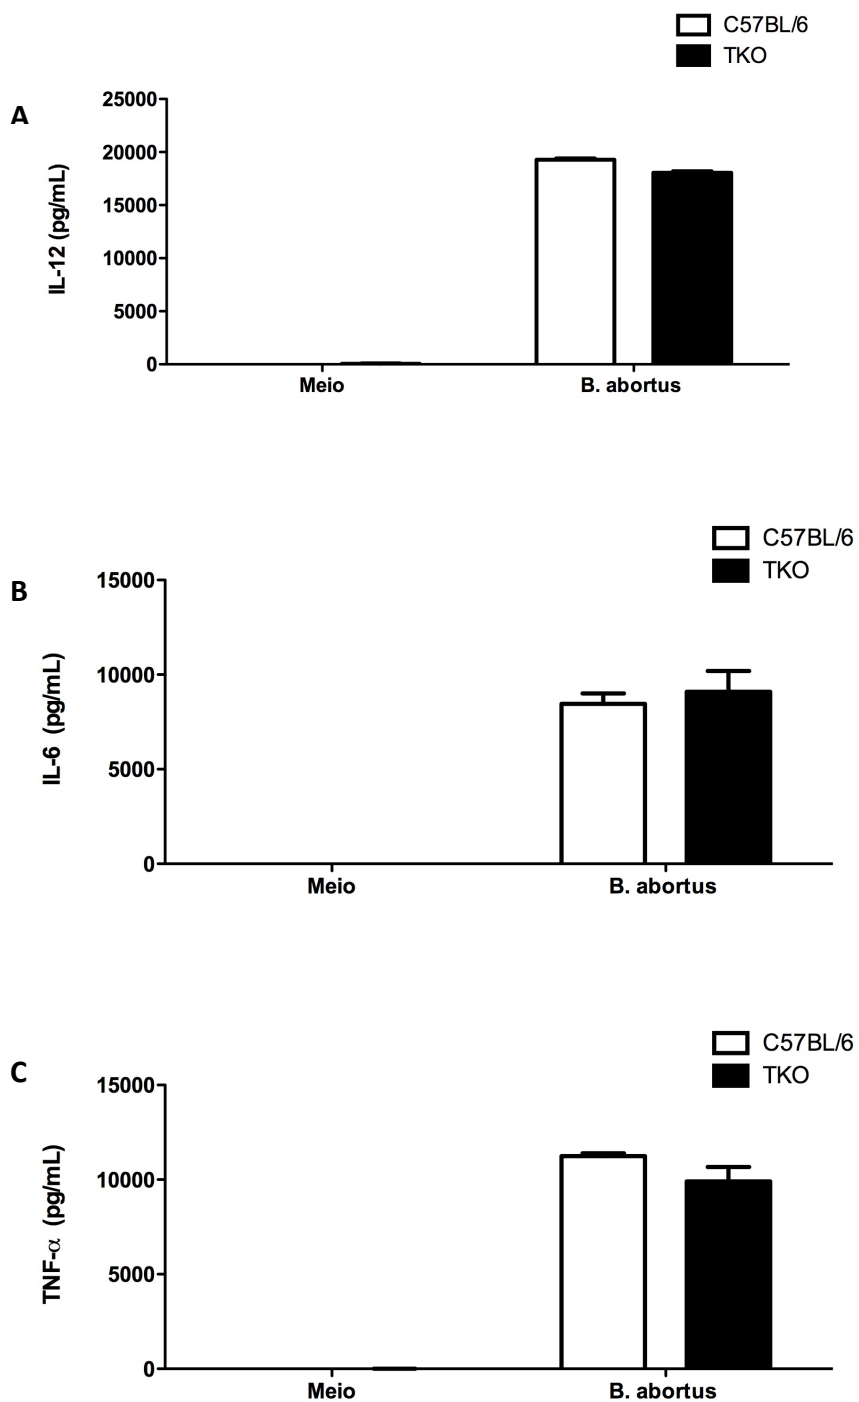 C57BL/6
TKO
A
IL-12 (pg/mL)
25000
20000
15000
10000
5000
0
Meio B. abortus
C57BL/6
TKO
B
IL-6 (pg/mL)
15000
10000
5000
0
Meio B. abortus
C57BL/6
TKO
C
TNF-α (pg/mL)
15000
10000
5000
0
Meio B. abortus